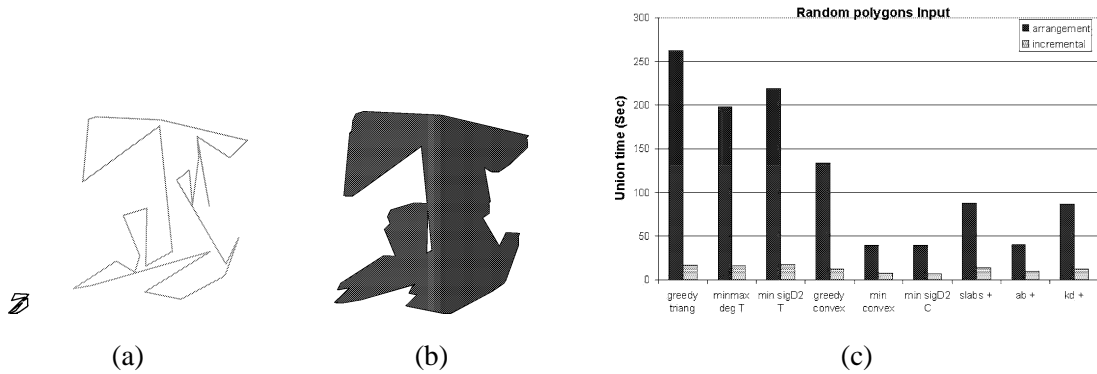 Random polygons Input
arrangement
incremental
Union time (Sec)
300
250
200
150
100
50
0
greedy triang
minmax deg T
min sigD2 T
greedy convex
min convex
min sigD2 C
slabs +
ab +
kd +
(a)
(b)
(c)